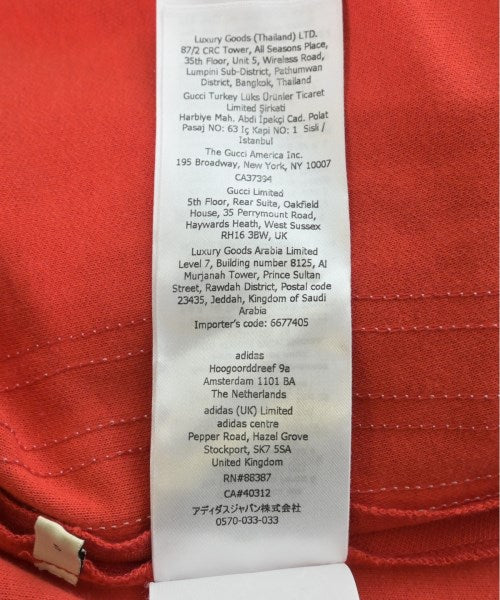 Luxury Goods (Thailand) LTD.
87/2 CRC Tower, All Seasons Place,
35th Floor, Unit 5, Wireless Road,
Lumpini Sub-District, Pathumwan
District, Bangkok, Thailand
Gucci Turkey Lüks Ürünler Ticaret
Limited Şirketi
Harbiye Mah. Abdi İpekçi Cad. Polat
Pasaj NO: 63 İç Kapi NO: 1 Sisli /
Istanbul
The Gucci America Inc.
195 Broadway, New York, NY 10007
CA37394
Gucci Limited
5th Floor, Rear Suite, Oakfield
House, 35 Perrymount Road,
Haywards Heath, West Sussex
RH16 3BW, UK
Luxury Goods Arabia Limited
Level 7, Building number 8125, Al
Murjanah Tower, Prince Sultan
Street, Rawdah District, Postal code
23435, Jeddah, Kingdom of Saudi
Arabia
Importer's code: 6677405
adidas
Hoogoorddreef 9a
Amsterdam 1101 BA
The Netherlands
adidas (UK) Limited
adidas centre
Pepper Road, Hazel Grove
Stockport, SK7 5SA
United Kingdom
RN#88387
CA#40312
アディダスジャパン株式会社
0570-033-033